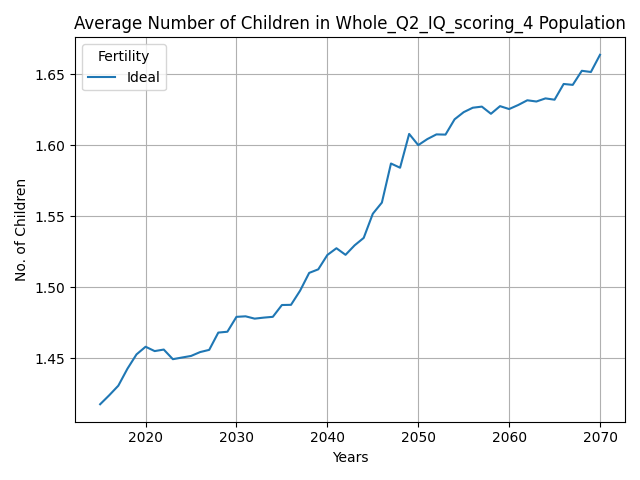 Average Number of Children in Whole_Q2_IQ_scoring_4 Population
Fertility
Ideal
No. of Children
1.65
1.60
1.55
1.50
1.45
2020 2030 2040 2050 2060 2070
Years